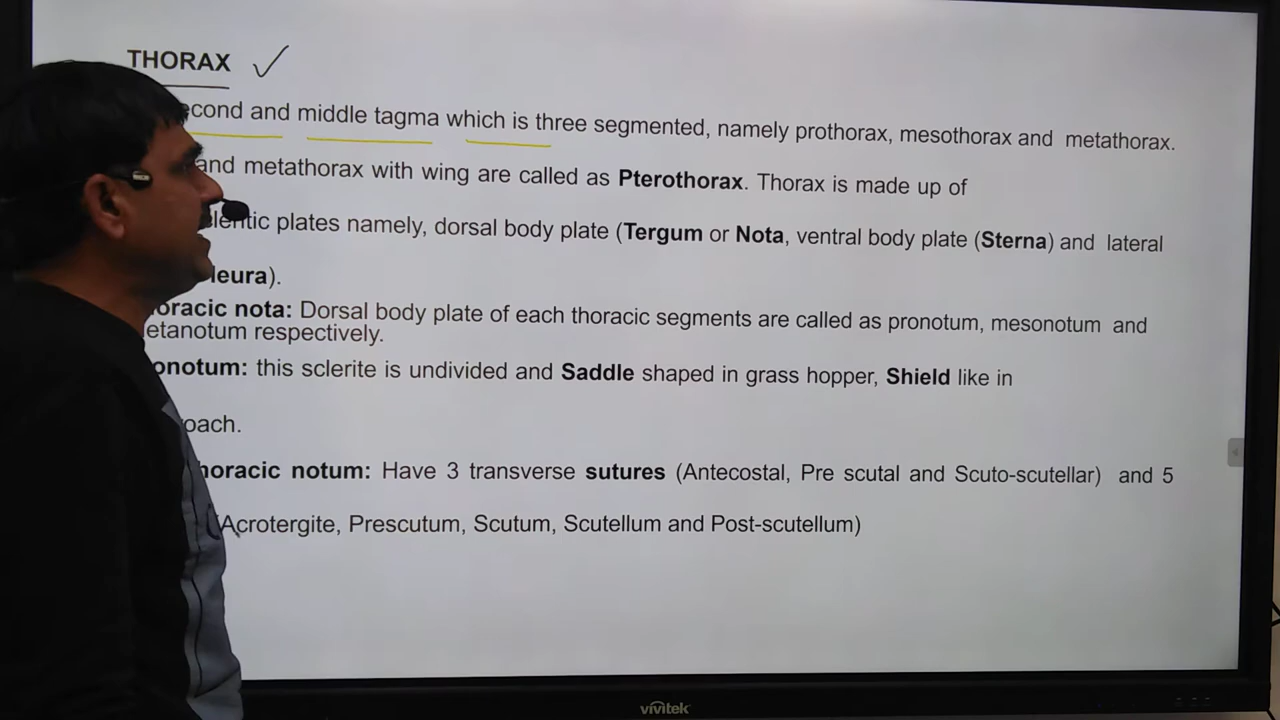 THORAX
econd and middle tagma which is three segmented, namely prothorax, mesothorax and metathorax.
and metathorax with wing are called as Pterothorax. Thorax is made up of
plates namely, dorsal body plate (Tergum or Nota, ventral body plate (Sterna) and lateral
leura).
oracic nota: Dorsal body plate of each thoracic segments are called as pronotum, mesonotum and
etanotum respectively.
onotum: this sclerite is undivided and Saddle shaped in grass hopper, Shield like in
oach.
horacic notum: Have 3 transverse sutures (Antecostal, Pre scutal and Scuto-scutellar) and 5
(Acrotergite, Prescutum, Scutum, Scutellum and Post-scutellum)
vivitek